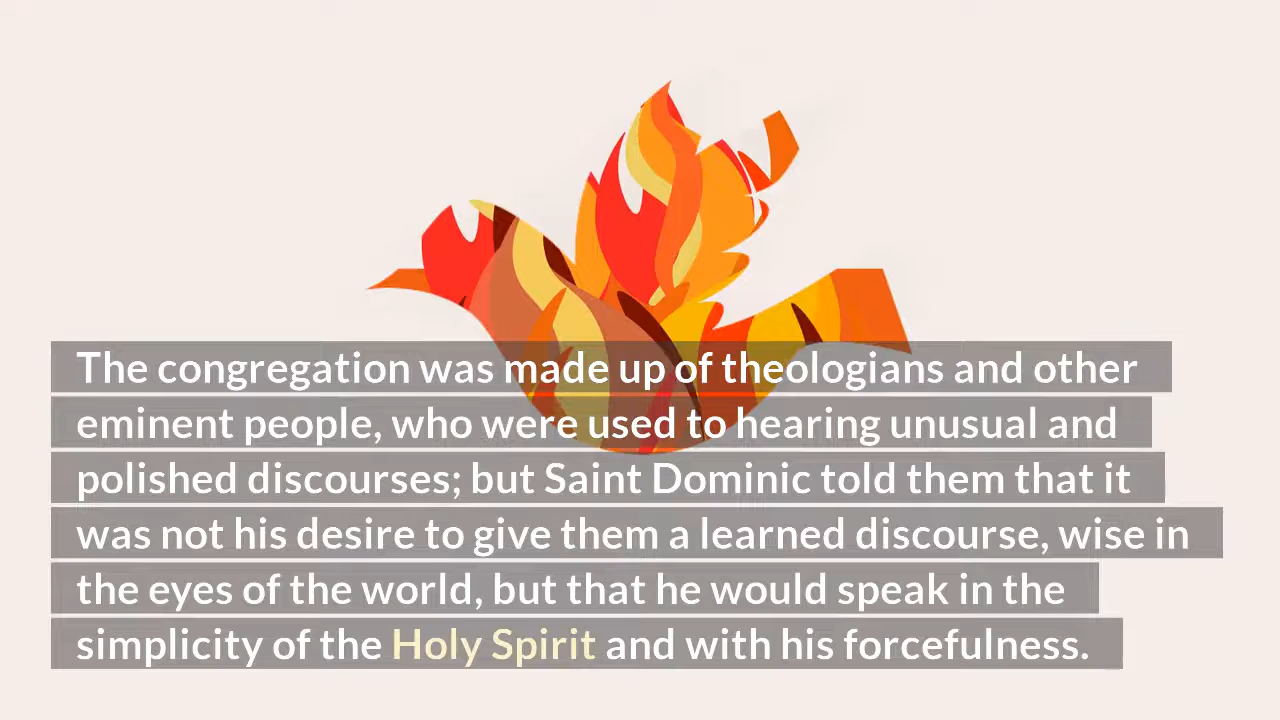 The congregation was made up of theologians and other
eminent people, who were used to hearing unusual and
polished discourses; but Saint Dominic told them that it
was not his desire to give them a learned discourse, wise in
the eyes of the world, but that he would speak in the
simplicity of the Holy Spirit and with his forcefulness.